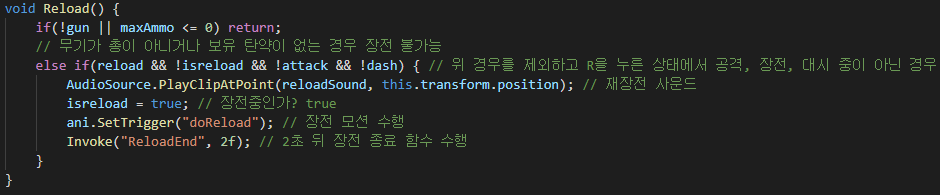 void Reload() {
if(!gun || maxAmmo <= 0) return;
// 무기가 총이 아니거나 보유 탄약이 없는 경우 장전 불가능
else if(reload && !isreload && !attack && !dash) { // 위 경우를 제외하고 R을 누른 상태에서 공격, 장전, 대시 중이 아닌 경우
AudioSource.PlayClipAtPoint(reloadSound, this.transform.position); // 재장전 사운드
isreload = true; // 장전중인가? true
ani.SetTrigger("doReload"); // 장전 모션 수행
Invoke("ReloadEnd", 2f); // 2초 뒤 장전 종료 함수 수행
}
}